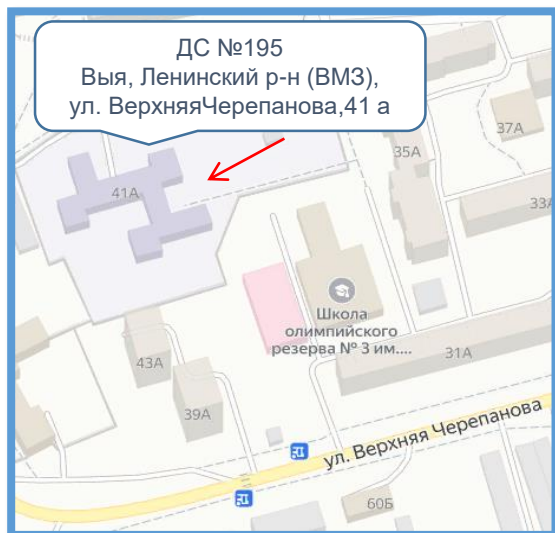 ДС №195
Выя, Ленинский р-н (ВМЗ),
ул. ВерхняяЧерепанова,41 а
37А
35А
41А
33А
Школа
олимпийского
резерва № 3 им....
31А
43А
39А
ул. Верхняя Черепанова
60Б